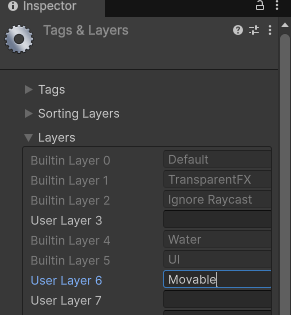 Inspector
Tags & Layers
Tags
Sorting Layers
Layers
Builtin Layer 0 Default
Builtin Layer 1 TransparentFX
Builtin Layer 2 Ignore Raycast
User Layer 3
Builtin Layer 4 Water
Builtin Layer 5 UI
User Layer 6 Movable
User Layer 7